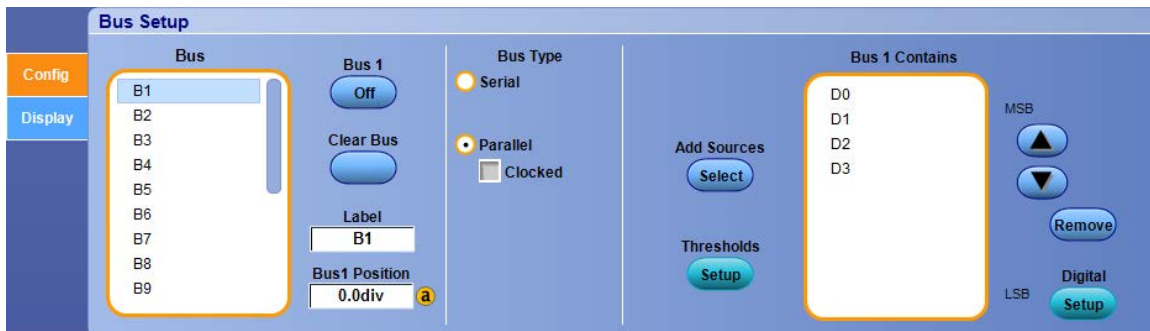 Bus Setup
Config
Display
Bus
B1
B2
B3
B4
B5
B6
B7
B8
B9
Bus 1
Off
Clear Bus
Label
B1
Bus1 Position
0.0div
a
Bus Type
Serial
Parallel
Clocked
Add Sources
Select
Thresholds
Setup
Bus 1 Contains
D0
D1
D2
D3
MSB
Remove
LSB
Digital
Setup